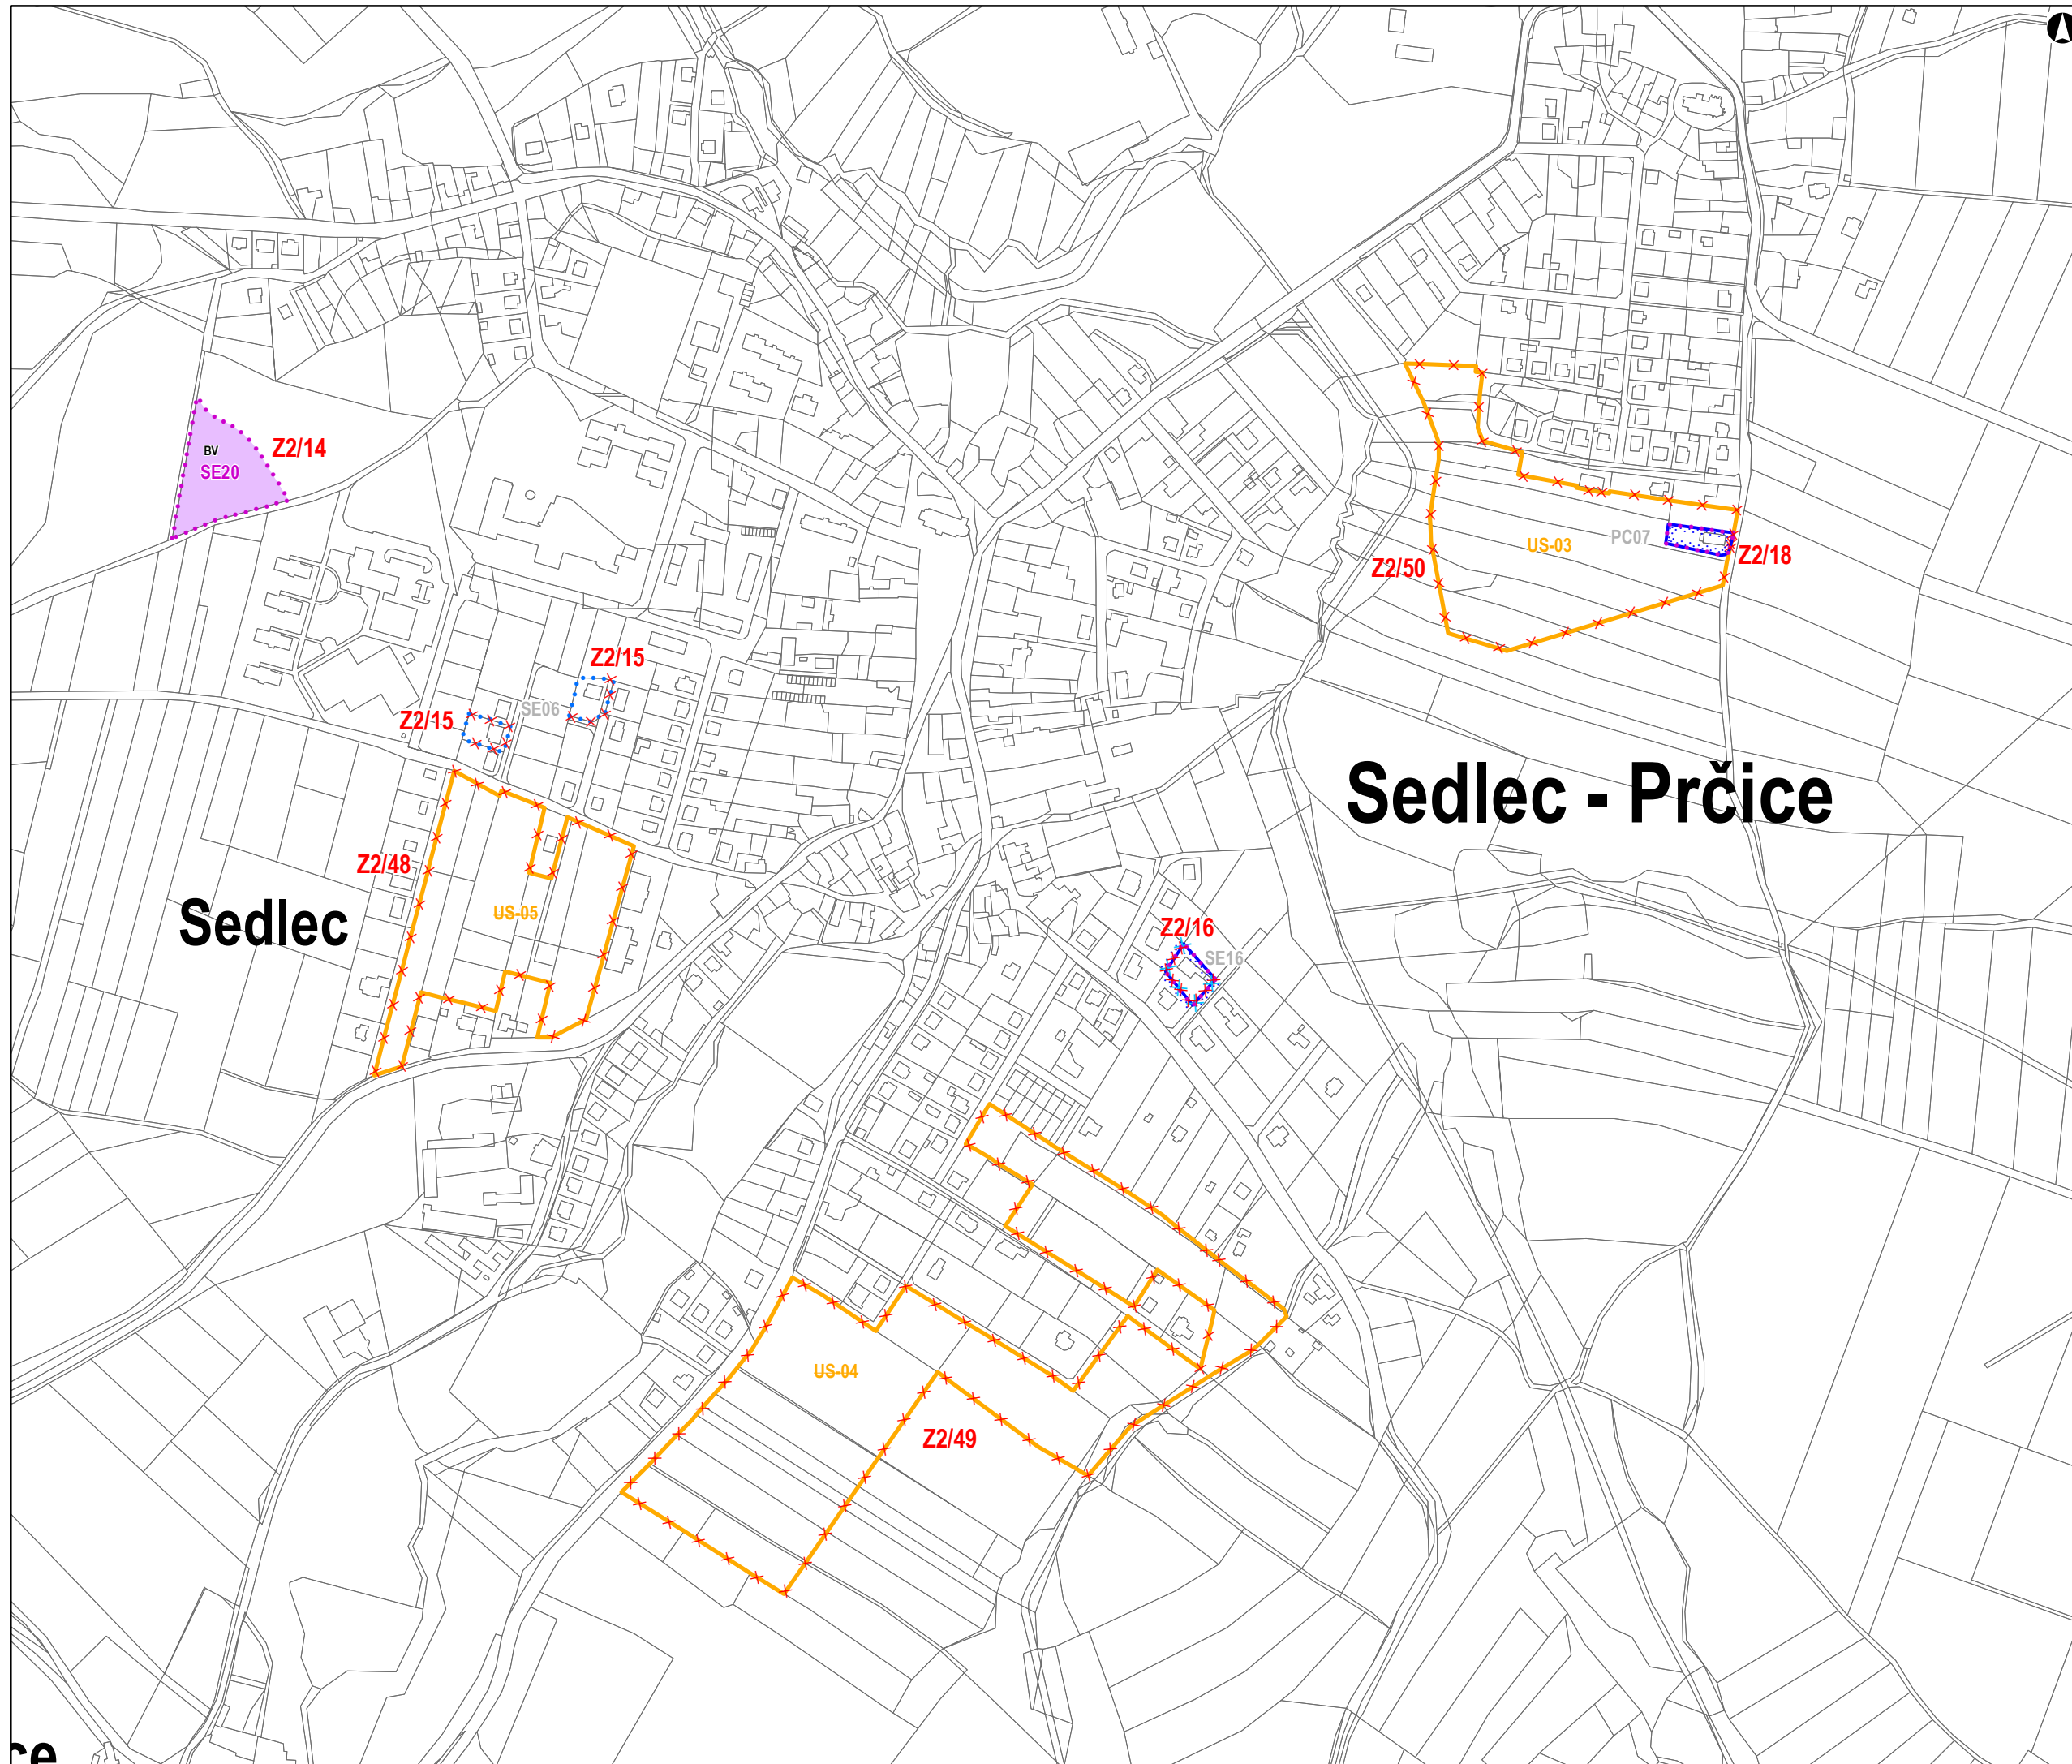 Z2/14
BV
SE20
US-03
PC07
Z2/18
Z2/50
Z2/15
SE06
Z2/15
Sedlec - Prčice
Z2/48
US-05
Sedlec
Z2/16
SE16
US-04
Z2/49
ce